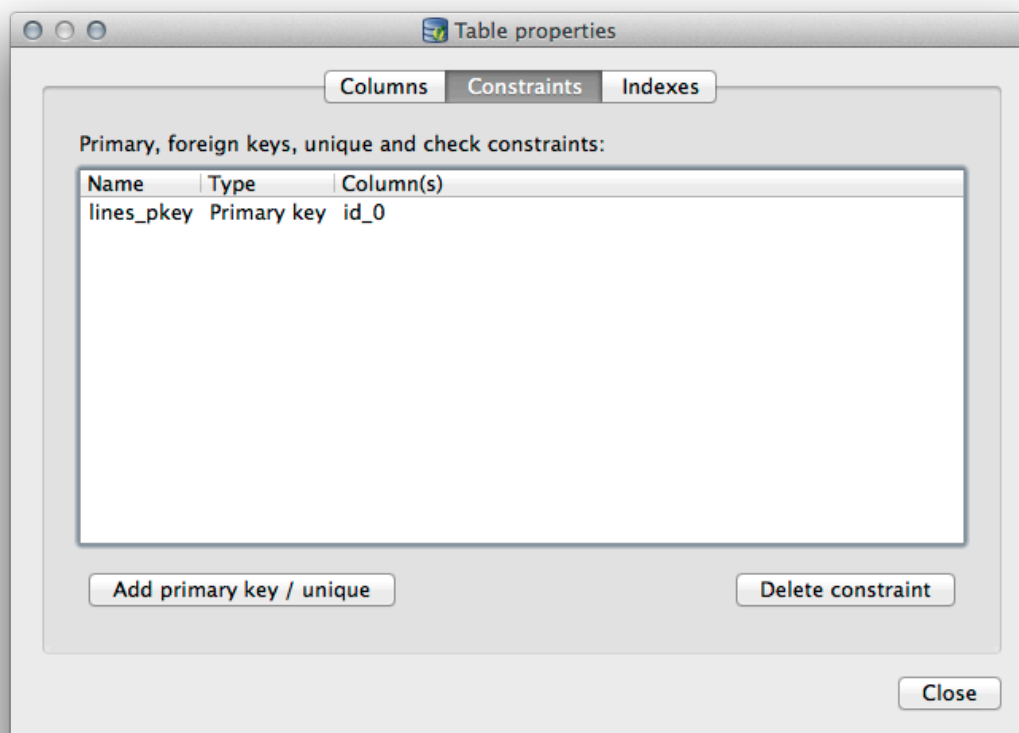 Table properties
Columns Constraints Indexes
Primary, foreign keys, unique and check constraints:
Name Type Column(s)
lines_pkey Primary key id_0
Add primary key / unique Delete constraint
Close